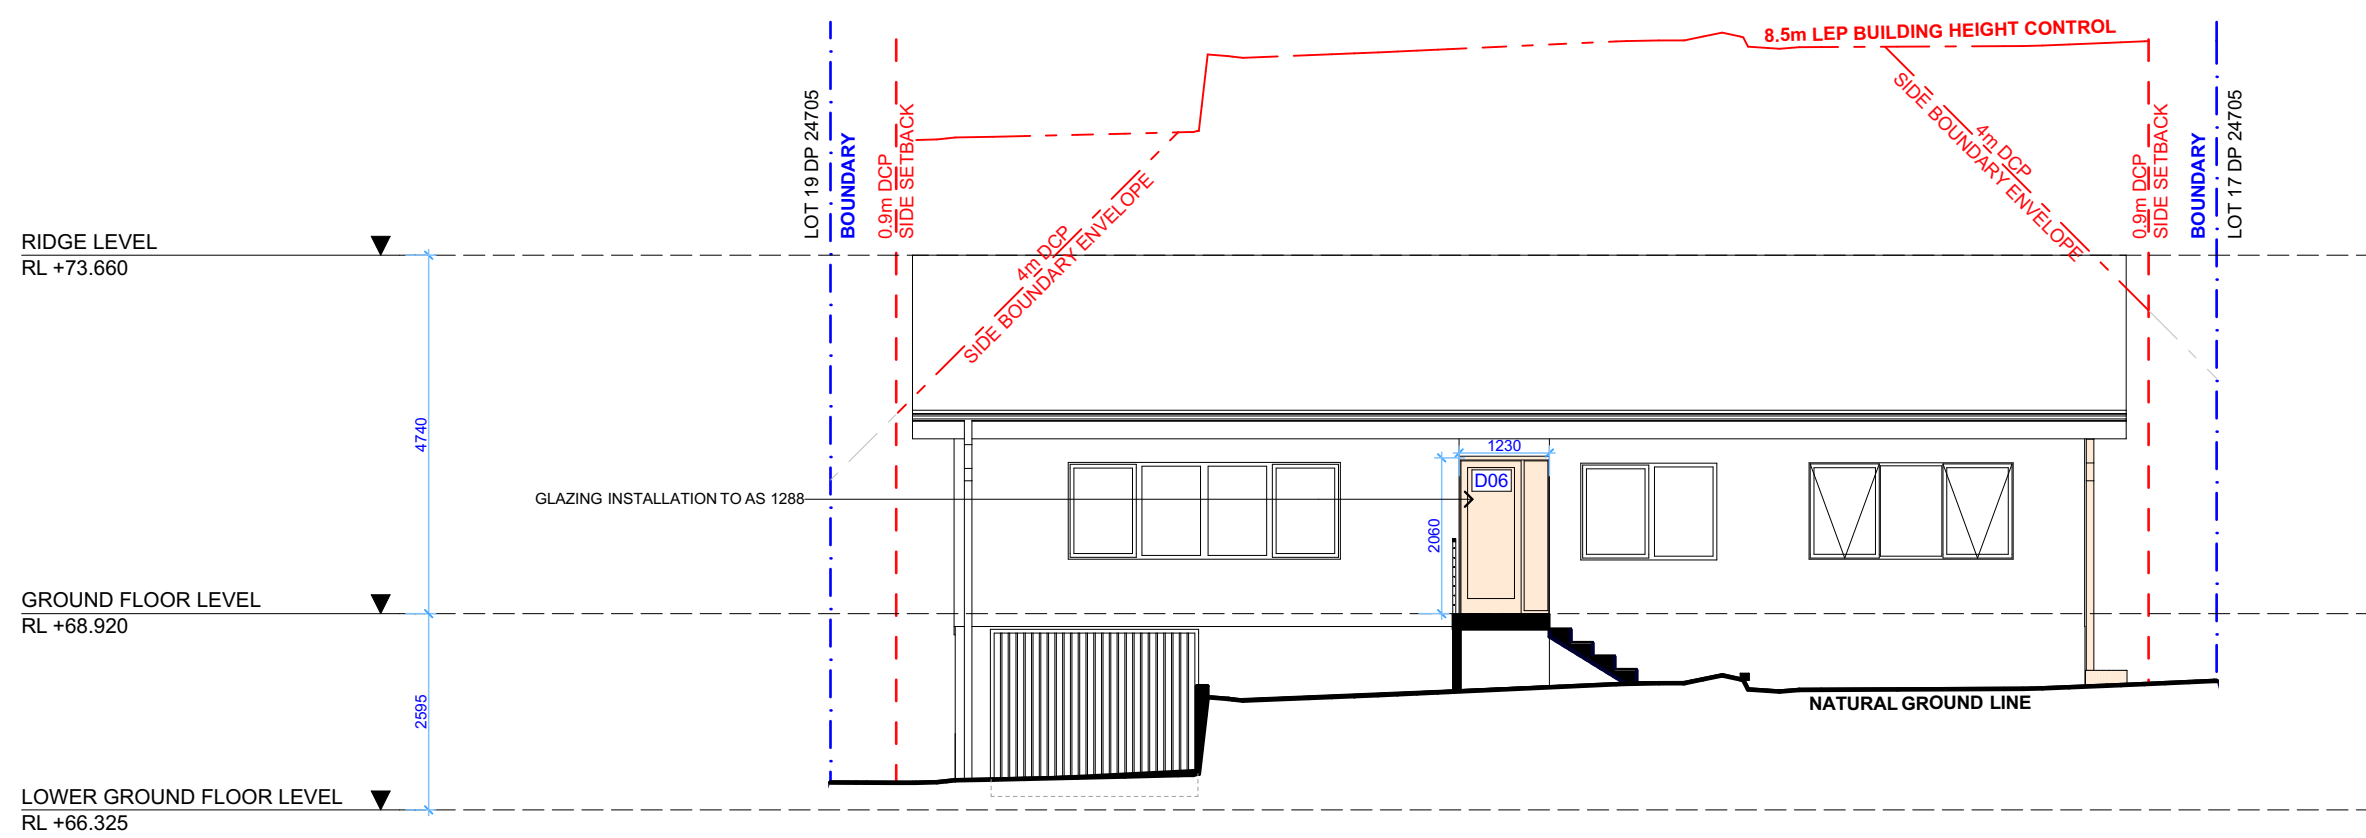 8.5m LEP BUILDING HEIGHT CONTROL
LOT 19 DP 24705
BOUNDARY
0.9m DCP
SIDE SETBACK
4m DCP
SIDE BOUNDARY ENVELOPE
4m DCP
SIDE BOUNDARY ENVELOPE
0.9m DCP
SIDE SETBACK
BOUNDARY
LOT 17 DP 24705
RIDGE LEVEL
RL +73.660
4740
1230
D06
GLAZING INSTALLATION TO AS 1288
2060
GROUND FLOOR LEVEL
RL +68.920
2595
NATURAL GROUND LINE
LOWER GROUND FLOOR LEVEL
RL +66.325